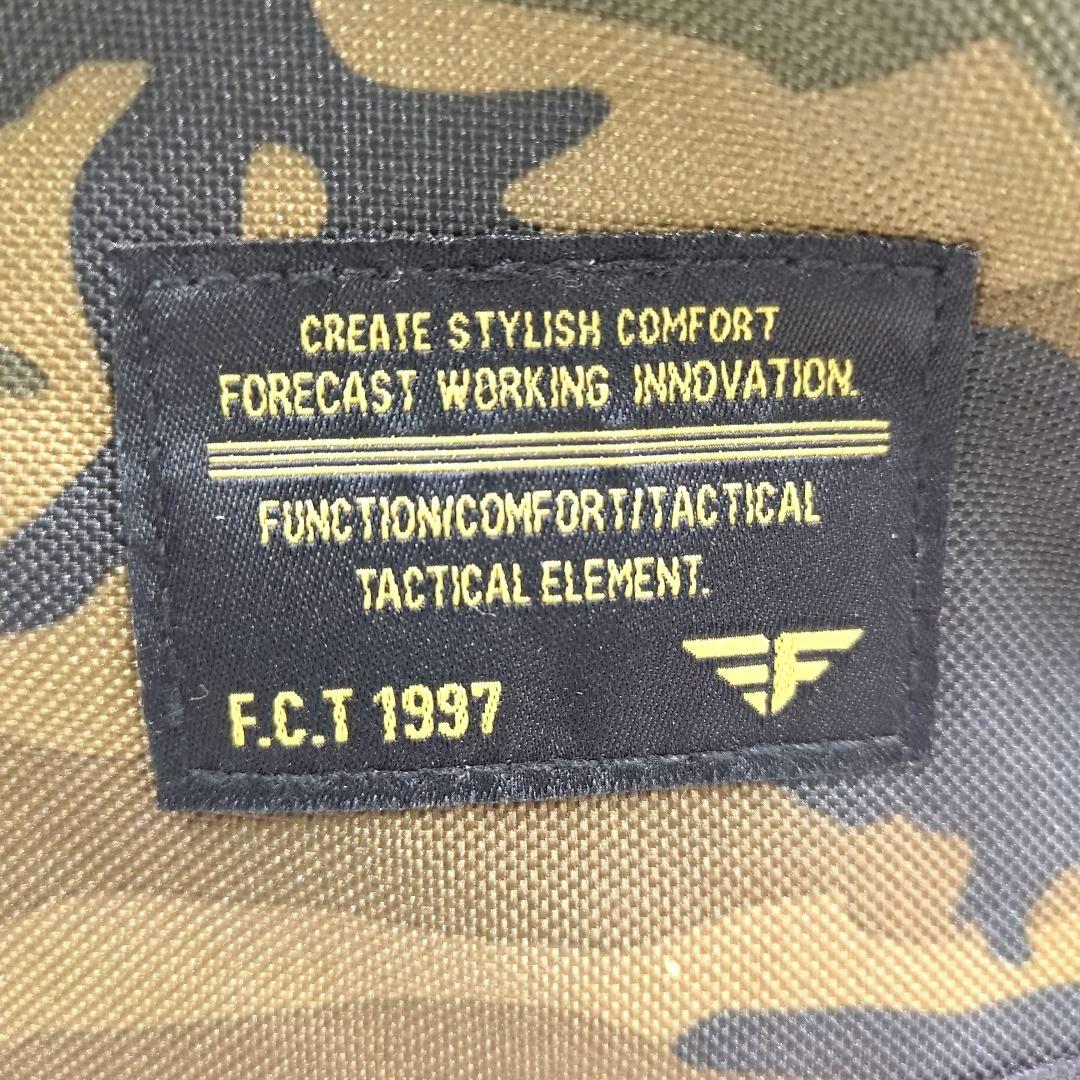 CREATE STYLISH COMFORT
FORECAST WORKING INNOVATION.
FUNCTION/COMFORT/TACTICAL
TACTICAL ELEMENT.
F
F.C.T 1997